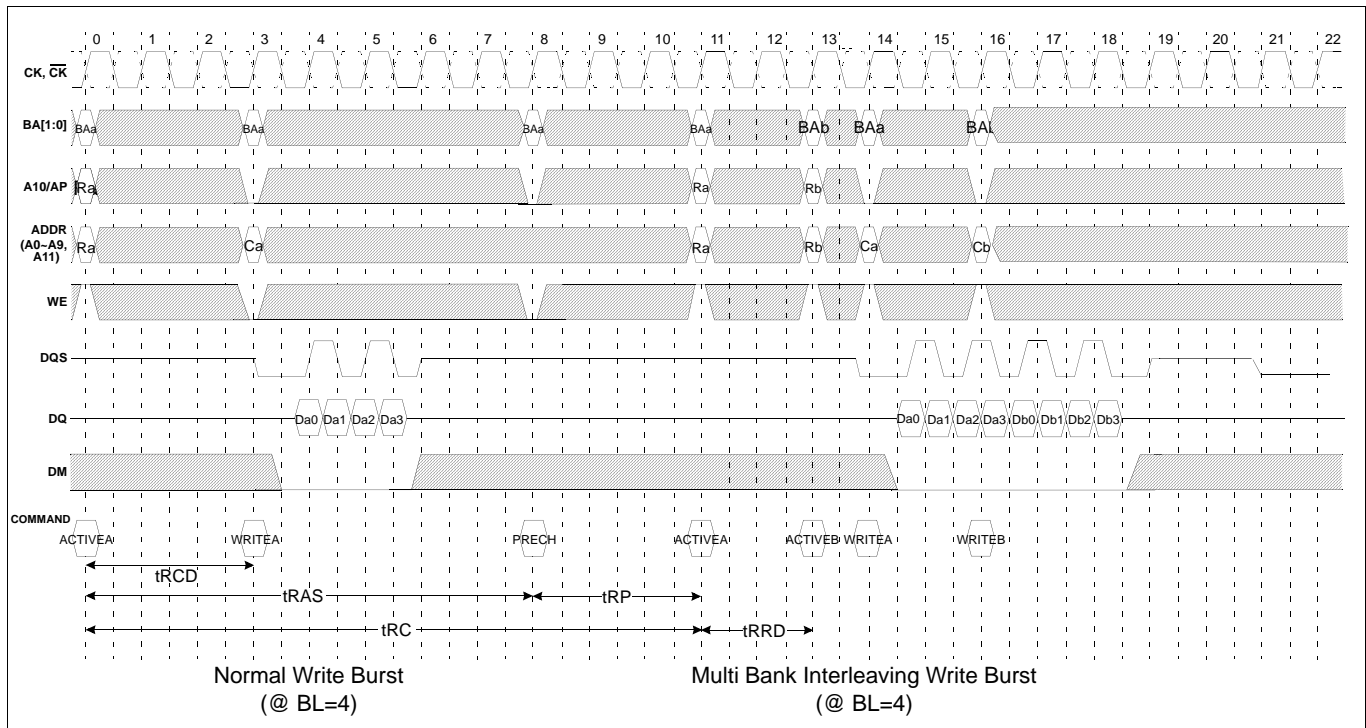 0 1 2 3 4 5 6 7 8 9 10 11 12 13 14 15 16 17 18 19 20 21 22
CK, CK
BA[1:0] BAa BAa BAa BAa BAb BAa
A10/AP Ra Ra Rb
ADDR
(A0~A9,
A11)
Ra Ca Ra Rb Ca Cb
WE
DQS
DQ Da0 Da1 Da2 Da3 Da0 Da1 Da2 Da3 Db0 Db1 Db2 Db3
DM
COMMAND
ACTIVEA WRITEA PRECH ACTIVEA ACTIVEB WRITEA WRITEB
tRCD
tRAS tRP
tRC tRRD
Normal Write Burst Multi Bank Interleaving Write Burst
(@ BL=4) (@ BL=4)